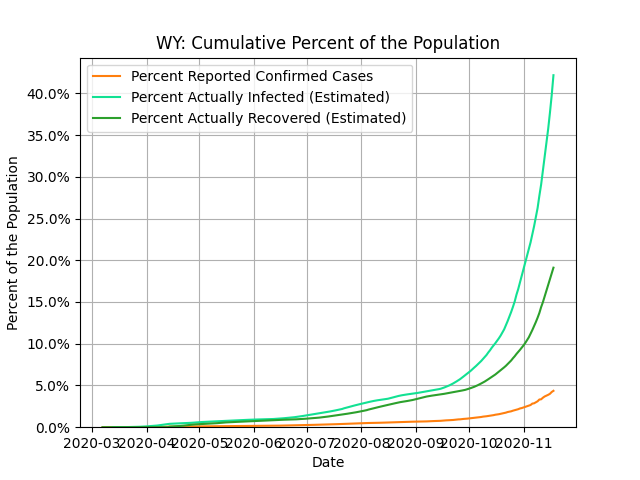 WY: Cumulative Percent of the Population
Percent Reported Confirmed Cases
Percent Actually Infected (Estimated)
Percent Actually Recovered (Estimated)
Percent of the Population
40.0%
35.0%
30.0%
25.0%
20.0%
15.0%
10.0%
5.0%
0.0%
2020-03 2020-04 2020-05 2020-06 2020-07 2020-08 2020-09 2020-10 2020-11
Date